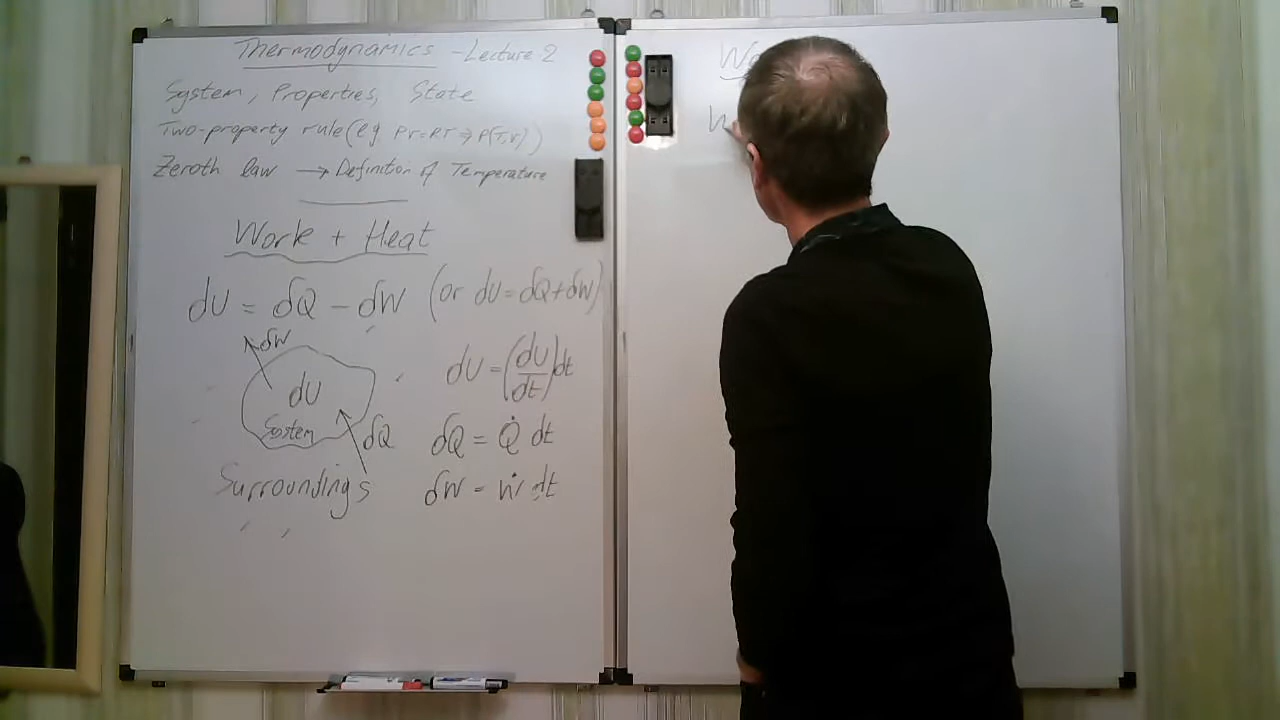 Thermodynamics - Lecture 2
System, Properties, State
Two-property rule (eg Pv=RT ⇒ P(T,v))
Zeroth law → Definition of Temperature
Work + Heat
dU = δQ - δW (or dU = δQ + δW)
δW
dU
System
δQ
Surroundings
dU = (dU/dt) dt
δQ = Q̇ dt
δW = Ẇ dt